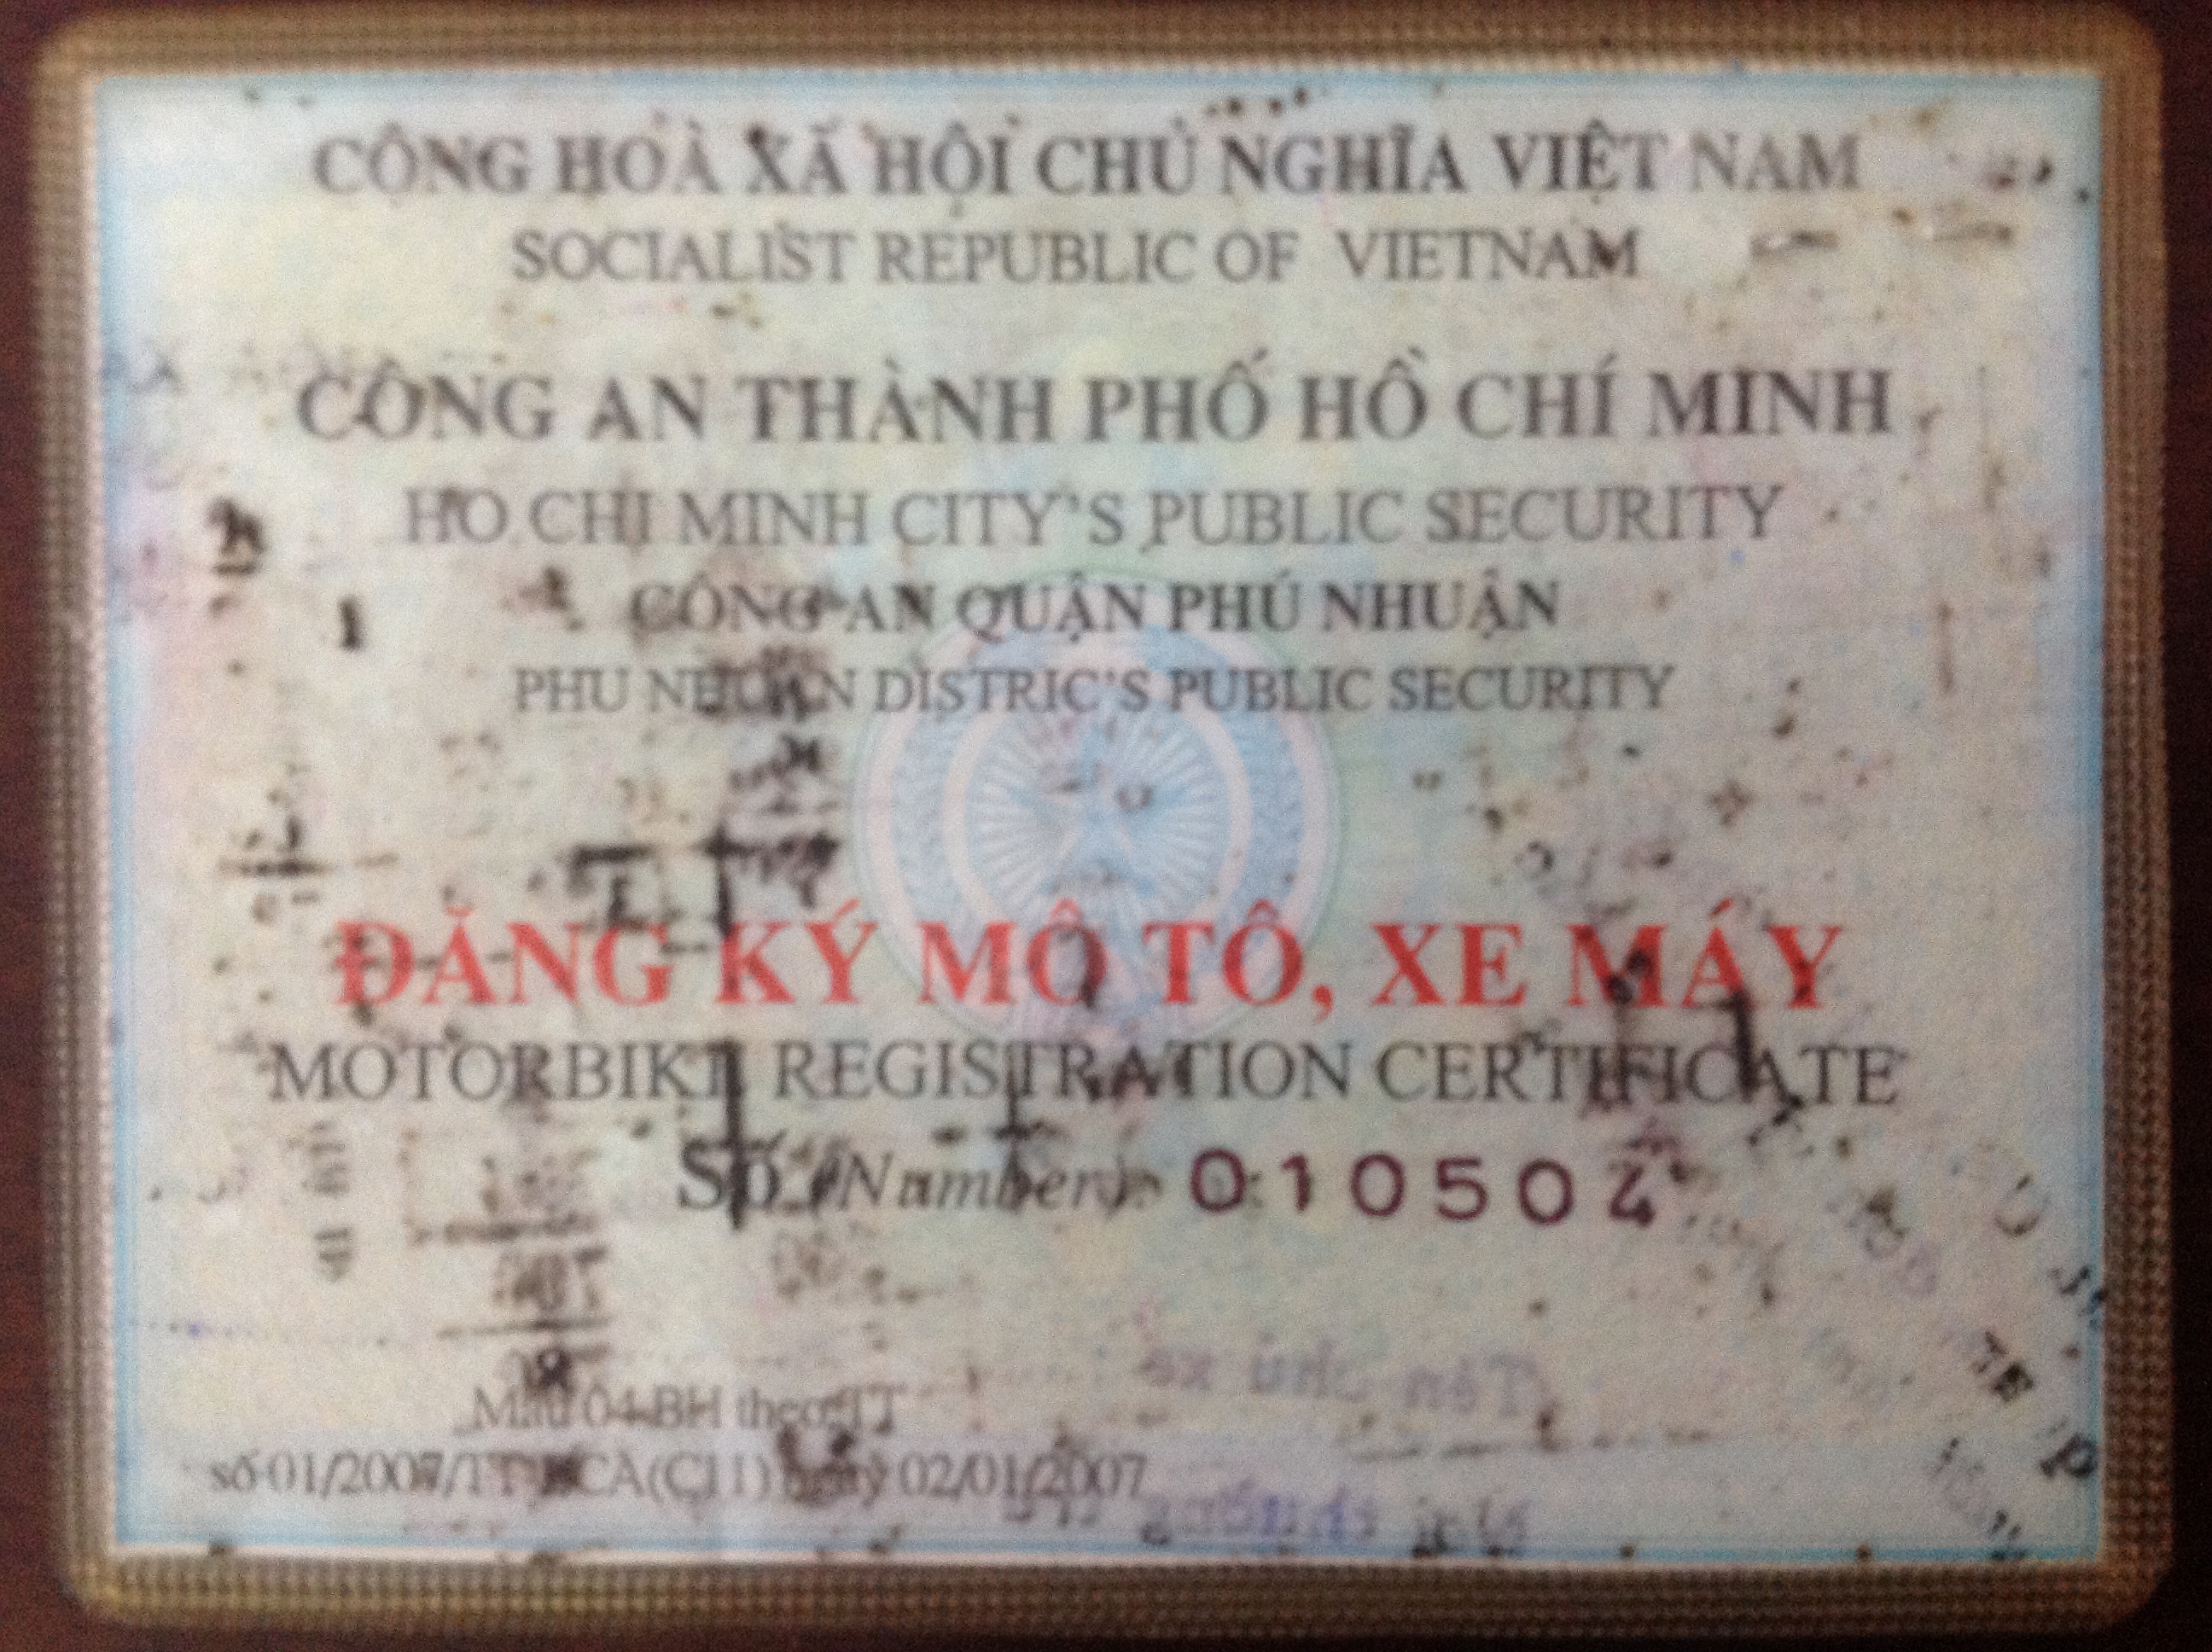 CỘNG HOÀ XÃ HỘI CHỦ NGHĨA VIỆT NAM
SOCIALIST REPUBLIC OF VIETNAM
CÔNG AN THÀNH PHỐ HỒ CHÍ MINH
HO CHI MINH CITY'S PUBLIC SECURITY
CÔNG AN QUẬN PHÚ NHUẬN
PHU NHUAN DISTRIC'S PUBLIC SECURITY
ĐĂNG KÝ MÔ TÔ, XE MÁY
MOTORBIKE REGISTRATION CERTIFICATE
Số (Number): 010504
Mẫu 04-BH theo TT
số 01/2007/TT-BCA(C11) ngày 02/01/2007
Tên chủ xe